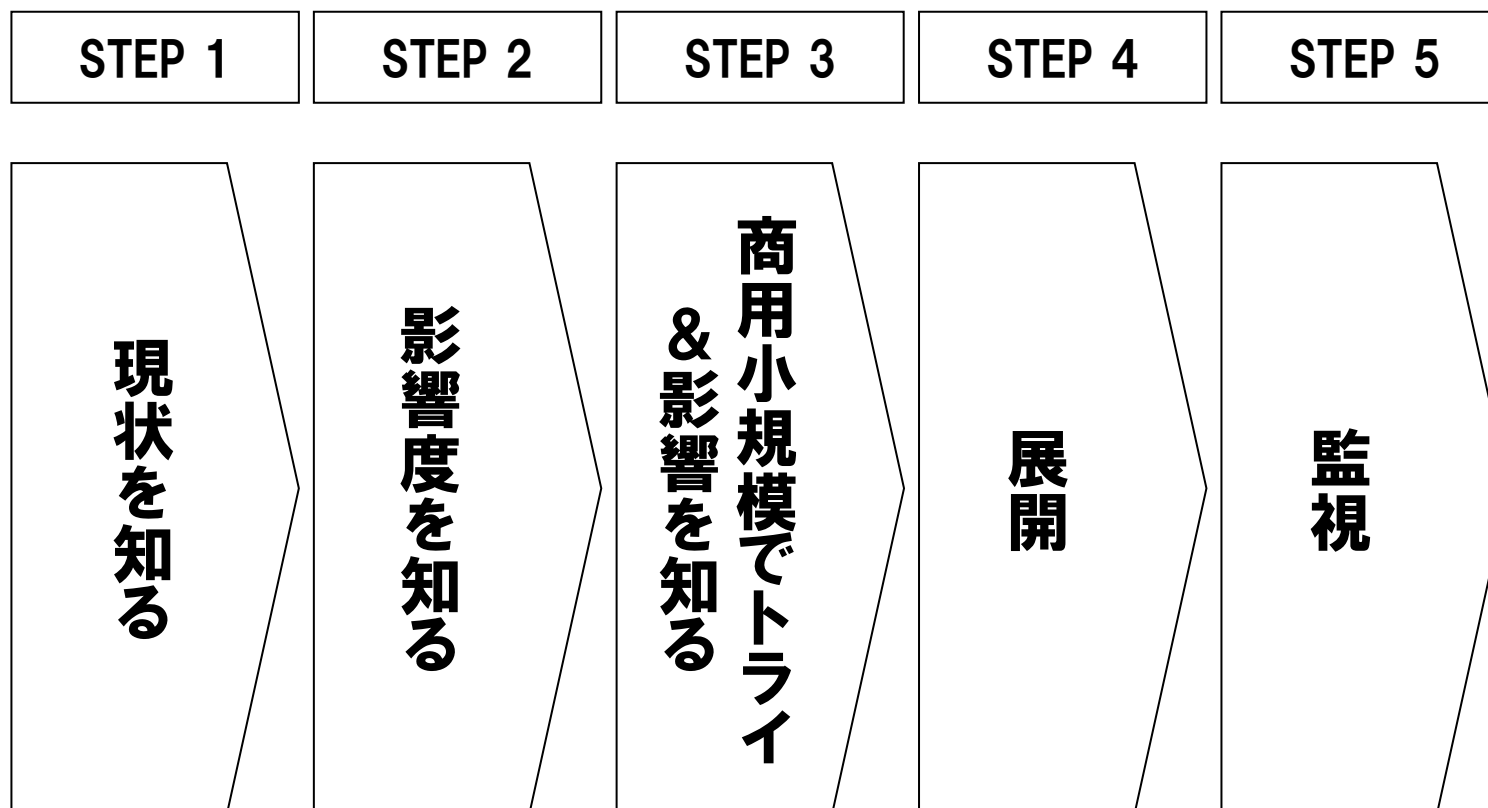 STEP 1
STEP 2
STEP 3
STEP 4
STEP 5
現状を知る
影響度を知る
商用小規模でトライ
&影響を知る
展開
監視